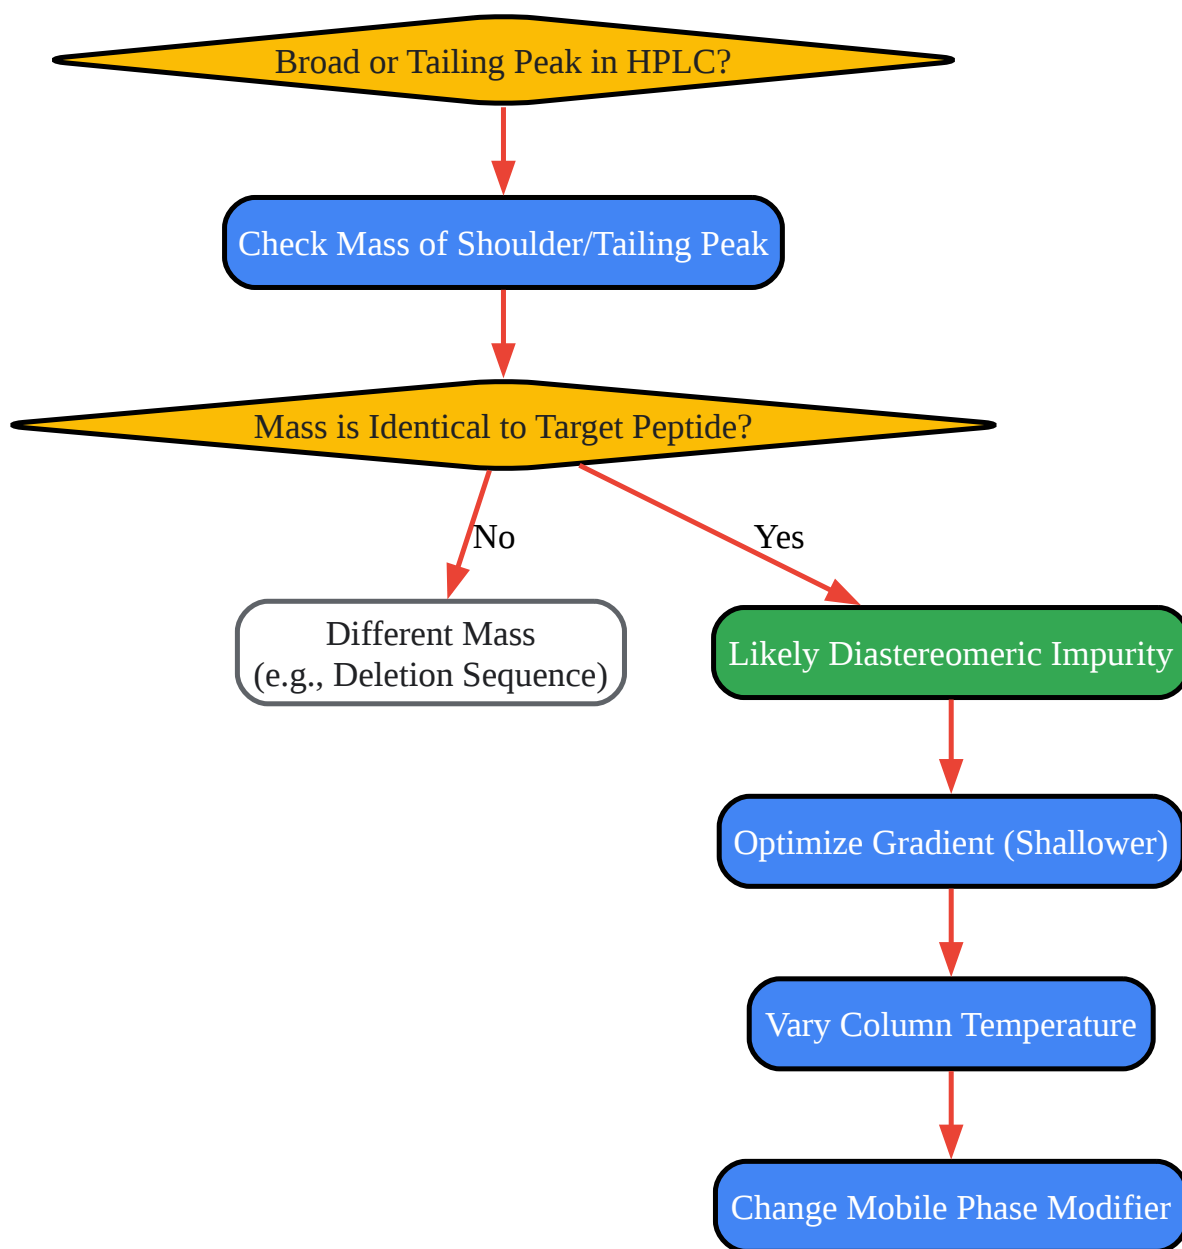 Broad or Tailing Peak in HPLC?
Check Mass of Shoulder/Tailing Peak
Mass is Identical to Target Peptide?
No
Yes
Different Mass
(e.g., Deletion Sequence)
Likely Diastereomeric Impurity
Optimize Gradient (Shallower)
Vary Column Temperature
Change Mobile Phase Modifier